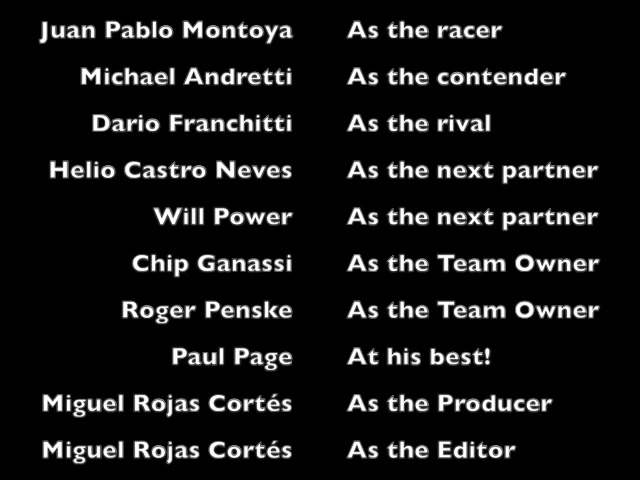 Juan Pablo Montoya As the racer
Michael Andretti As the contender
Dario Franchitti As the rival
Helio Castro Neves As the next partner
Will Power As the next partner
Chip Ganassi As the Team Owner
Roger Penske As the Team Owner
Paul Page At his best!
Miguel Rojas Cortés As the Producer
Miguel Rojas Cortés As the Editor